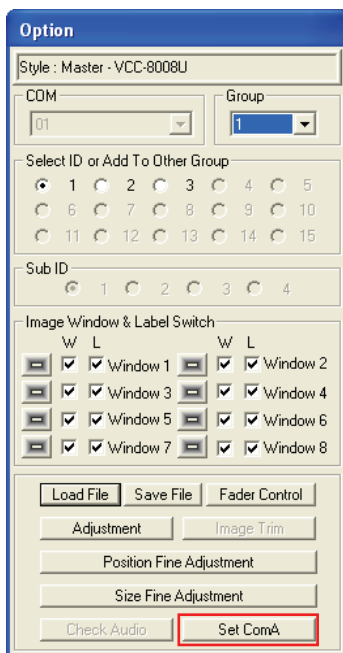 Option
Style : Master - VCC-8008U
COM Group
01 1
Select ID or Add To Other Group
1 2 3 4 5
6 7 8 9 10
11 12 13 14 15
Sub ID
1 2 3 4
Image Window & Label Switch
W L W L
Window 1 Window 2
Window 3 Window 4
Window 5 Window 6
Window 7 Window 8
Load File Save File Fader Control
Adjustment Image Trim
Position Fine Adjustment
Size Fine Adjustment
Check Audio Set ComA